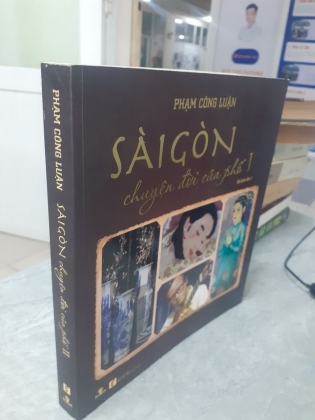 PHẠM CÔNG LUẬN
SÀIGÒN
chuyện đời của phố I
PHẠM CÔNG LUẬN
SÀIGÒN chuyện đời của phố II